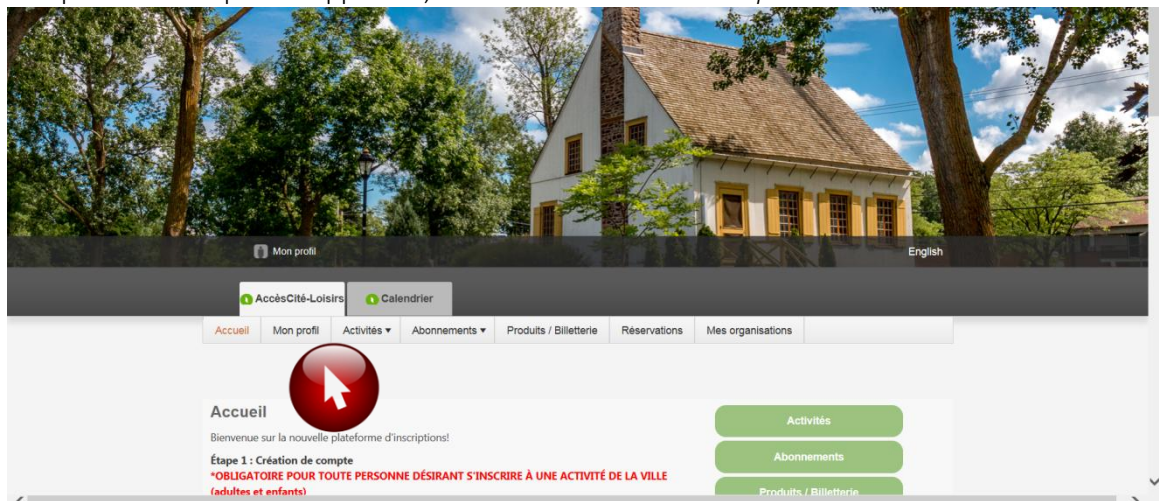 Mon profil English
AccèsCité-Loisirs Calendrier
Accueil Mon profil Activités ▾ Abonnements ▾ Produits / Billetterie Réservations Mes organisations
Accueil
Activités
Bienvenue sur la nouvelle plateforme d'inscriptions!
Abonnements
Étape 1 : Création de compte
*OBLIGATOIRE POUR TOUTE PERSONNE DÉSIRANT S'INSCRIRE À UNE ACTIVITÉ DE LA VILLE
(adultes et enfants)
Produits / Billetterie